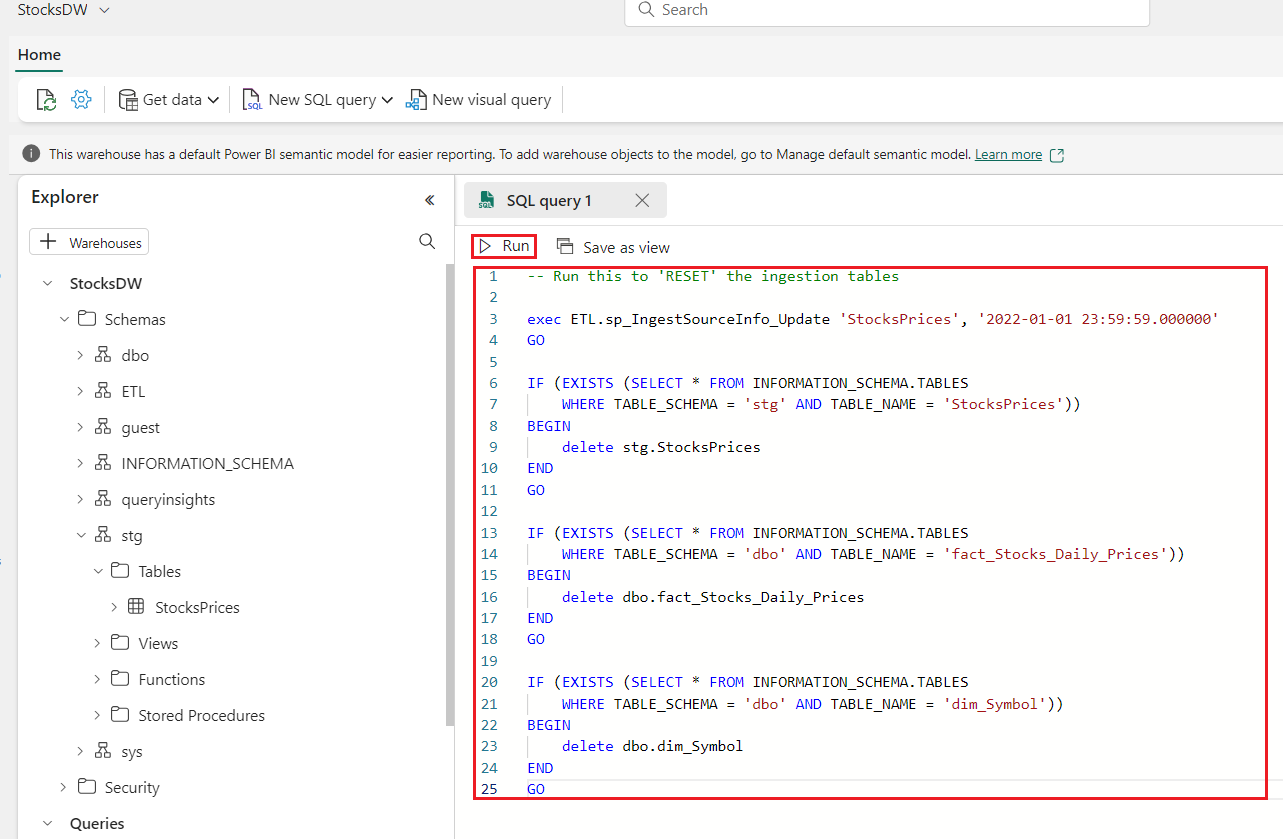 StocksDW
Search
Home
Get data
New SQL query
New visual query
This warehouse has a default Power BI semantic model for easier reporting. To add warehouse objects to the model, go to Manage default semantic model. Learn more
Explorer
Warehouses
StocksDW
Schemas
dbo
ETL
guest
INFORMATION_SCHEMA
queryinsights
stg
Tables
StocksPrices
Views
Functions
Stored Procedures
sys
Security
Queries
SQL query 1
Run
Save as view
1 -- Run this to 'RESET' the ingestion tables
2
3 exec ETL.sp_IngestSourceInfo_Update 'StocksPrices', '2022-01-01 23:59:59.000000'
4 GO
5
6 IF (EXISTS (SELECT * FROM INFORMATION_SCHEMA.TABLES
7     WHERE TABLE_SCHEMA = 'stg' AND TABLE_NAME = 'StocksPrices'))
8 BEGIN
9     delete stg.StocksPrices
10 END
11 GO
12
13 IF (EXISTS (SELECT * FROM INFORMATION_SCHEMA.TABLES
14     WHERE TABLE_SCHEMA = 'dbo' AND TABLE_NAME = 'fact_Stocks_Daily_Prices'))
15 BEGIN
16     delete dbo.fact_Stocks_Daily_Prices
17 END
18 GO
19
20 IF (EXISTS (SELECT * FROM INFORMATION_SCHEMA.TABLES
21     WHERE TABLE_SCHEMA = 'dbo' AND TABLE_NAME = 'dim_Symbol'))
22 BEGIN
23     delete dbo.dim_Symbol
24 END
25 GO